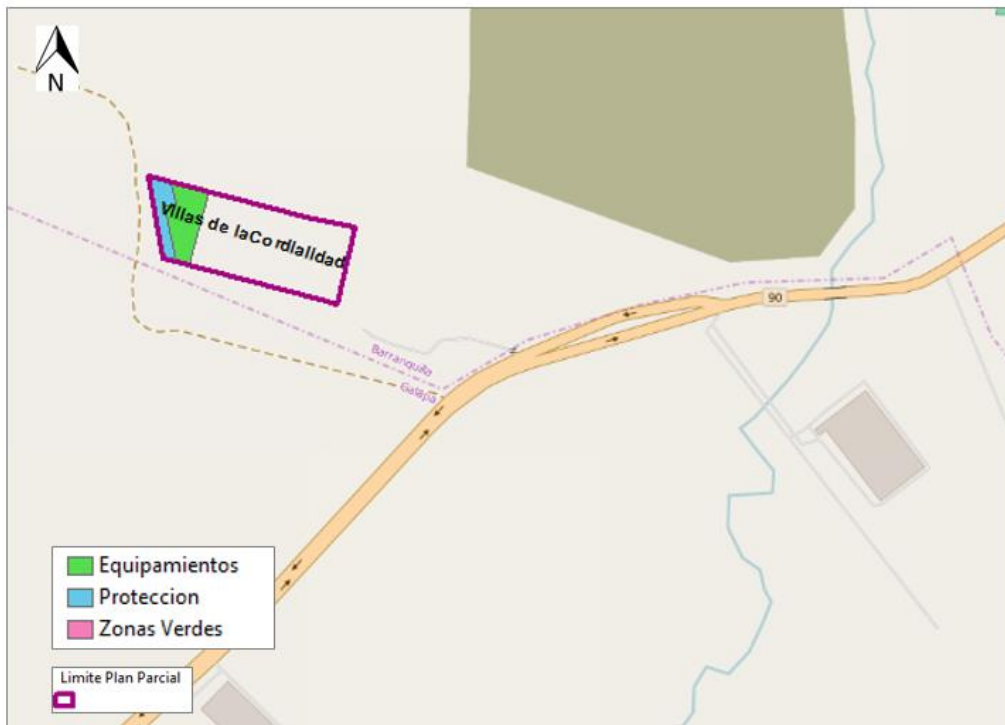 N
Villas de laCordialidad
90
Barranquilla
Galapa
Equipamientos
Proteccion
Zonas Verdes
Limite Plan Parcial